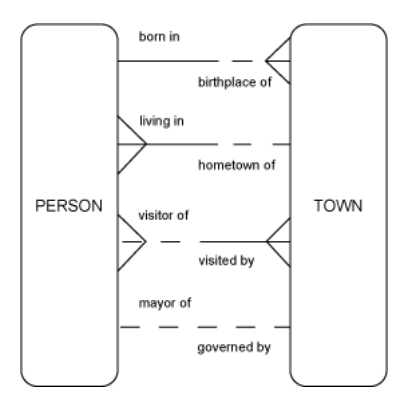 born in
birthplace of
living in
hometown of
PERSON
TOWN
visitor of
visited by
mayor of
governed by